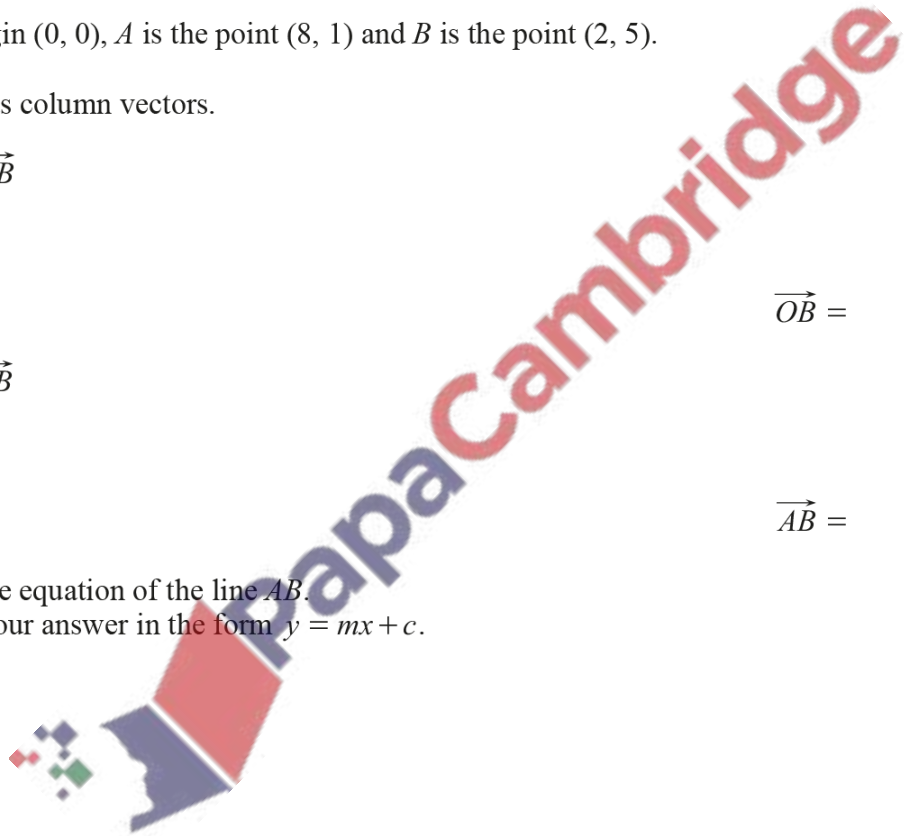 in (0, 0), A is the point (8, 1) and B is the point (2, 5).
s column vectors.
B
OB =
B
AB =
e equation of the line AB.
our answer in the form y = mx + c.
PapaCambridge